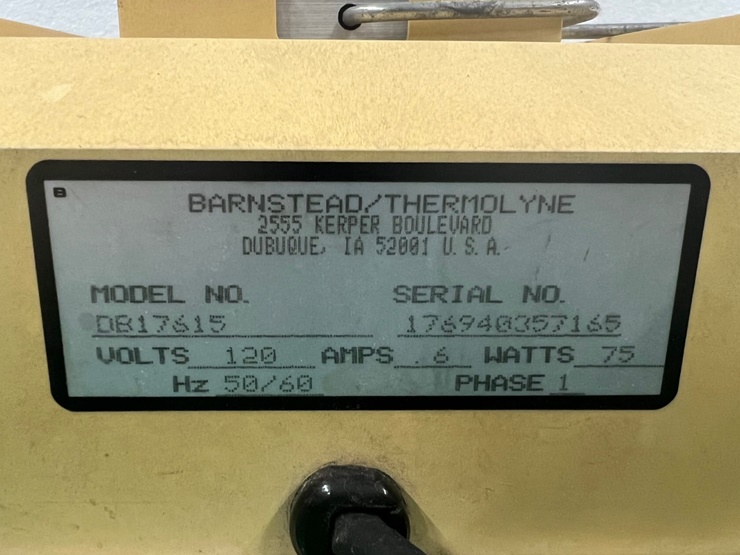 B
BARNSTEAD/THERMOLYNE
2555 KERPER BOULEVARD
DUBUQUE, IA 52001 U.S.A.
MODEL NO. SERIAL NO.
DB17615 176940357165
VOLTS 120 AMPS .6 WATTS 75
Hz 50/60 PHASE 1